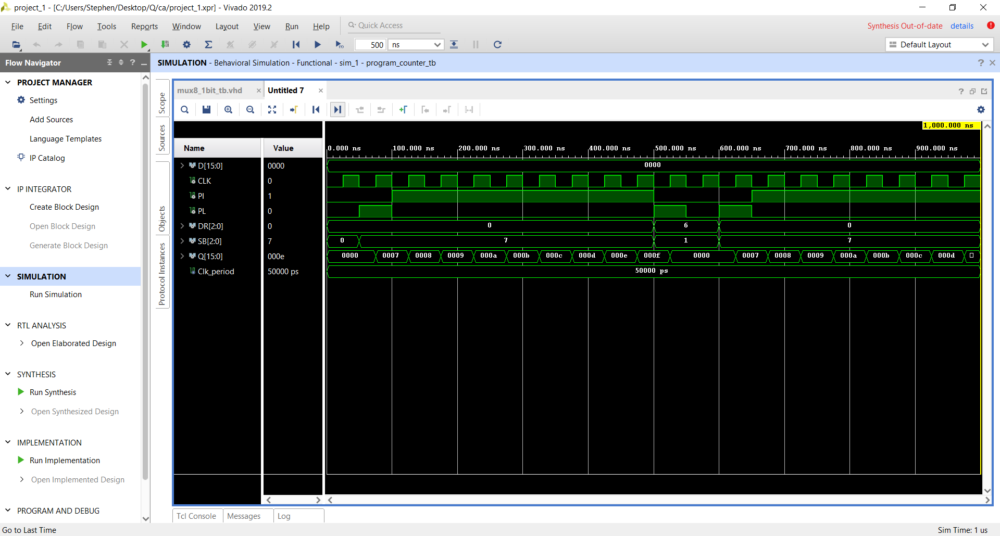 project_1 - [C:/Users/Stephen/Desktop/Q/ca/project_1.xpr] - Vivado 2019.2
File Edit Flow Tools Reports Window Layout View Run Help Quick Access
Synthesis Out-of-date details
500 ns Default Layout
Flow Navigator
SIMULATION - Behavioral Simulation - Functional - sim_1 - program_counter_tb
PROJECT MANAGER
Settings
Add Sources
Language Templates
IP Catalog
IP INTEGRATOR
Create Block Design
Open Block Design
Generate Block Design
SIMULATION
Run Simulation
RTL ANALYSIS
Open Elaborated Design
SYNTHESIS
Run Synthesis
Open Synthesized Design
IMPLEMENTATION
Run Implementation
Open Implemented Design
PROGRAM AND DEBUG
Scope
Sources
Objects
Protocol Instances
mux8_1bit_tb.vhd Untitled 7
1,000.000 ns
Name Value
0.000 ns 100.000 ns 200.000 ns 300.000 ns 400.000 ns 500.000 ns 600.000 ns 700.000 ns 800.000 ns 900.000 ns
D[15:0] 0000 0000
CLK 0
PI 1
PL 0
DR[2:0] 0 0 6 0
SB[2:0] 7 0 7 1 7
Q[15:0] 000e 0000 0007 0008 0009 000a 000b 000c 000d 000e 000f 0000 0007 0008 0009 000a 000b 000c 000d
Clk_period 50000 ps 50000 ps
Tcl Console Messages Log
Go to Last Time
Sim Time: 1 us